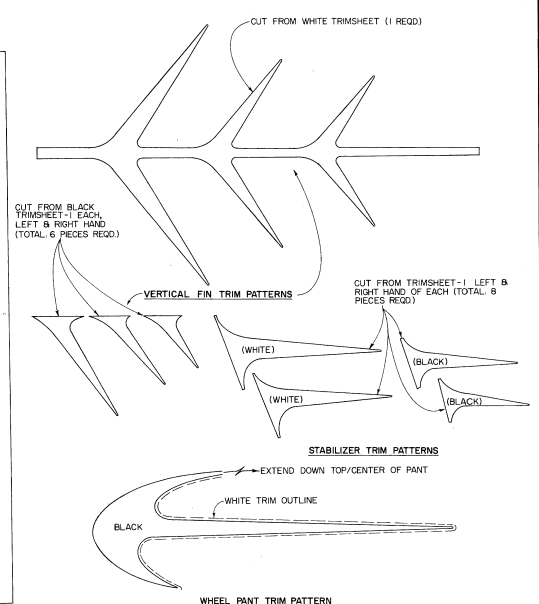 CUT FROM WHITE TRIMSHEET (1 REQD.)
CUT FROM BLACK
TRIMSHEET-1 EACH,
LEFT & RIGHT HAND
(TOTAL: 6 PIECES REQD.)
VERTICAL FIN TRIM PATTERNS
CUT FROM TRIMSHEET-1 LEFT &
RIGHT HAND OF EACH (TOTAL: 8
PIECES REQD.)
(WHITE)
(BLACK)
(WHITE)
(BLACK)
STABILIZER TRIM PATTERNS
EXTEND DOWN TOP/CENTER OF PANT
WHITE TRIM OUTLINE
BLACK
WHEEL PANT TRIM PATTERN